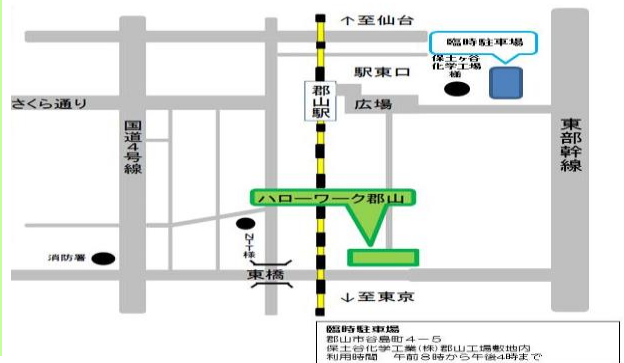 ↑至仙台
臨時駐車場
保土ヶ谷
化学工場
様
駅東口
広場
郡山駅
さくら通り
国道4号線
東部幹線
ハローワーク郡山
NTT様
消防署
東橋
↓至東京
臨時駐車場
郡山市谷島町4-5
保土谷化学工業(株)郡山工場敷地内
利用時間　午前8時から午後4時まで